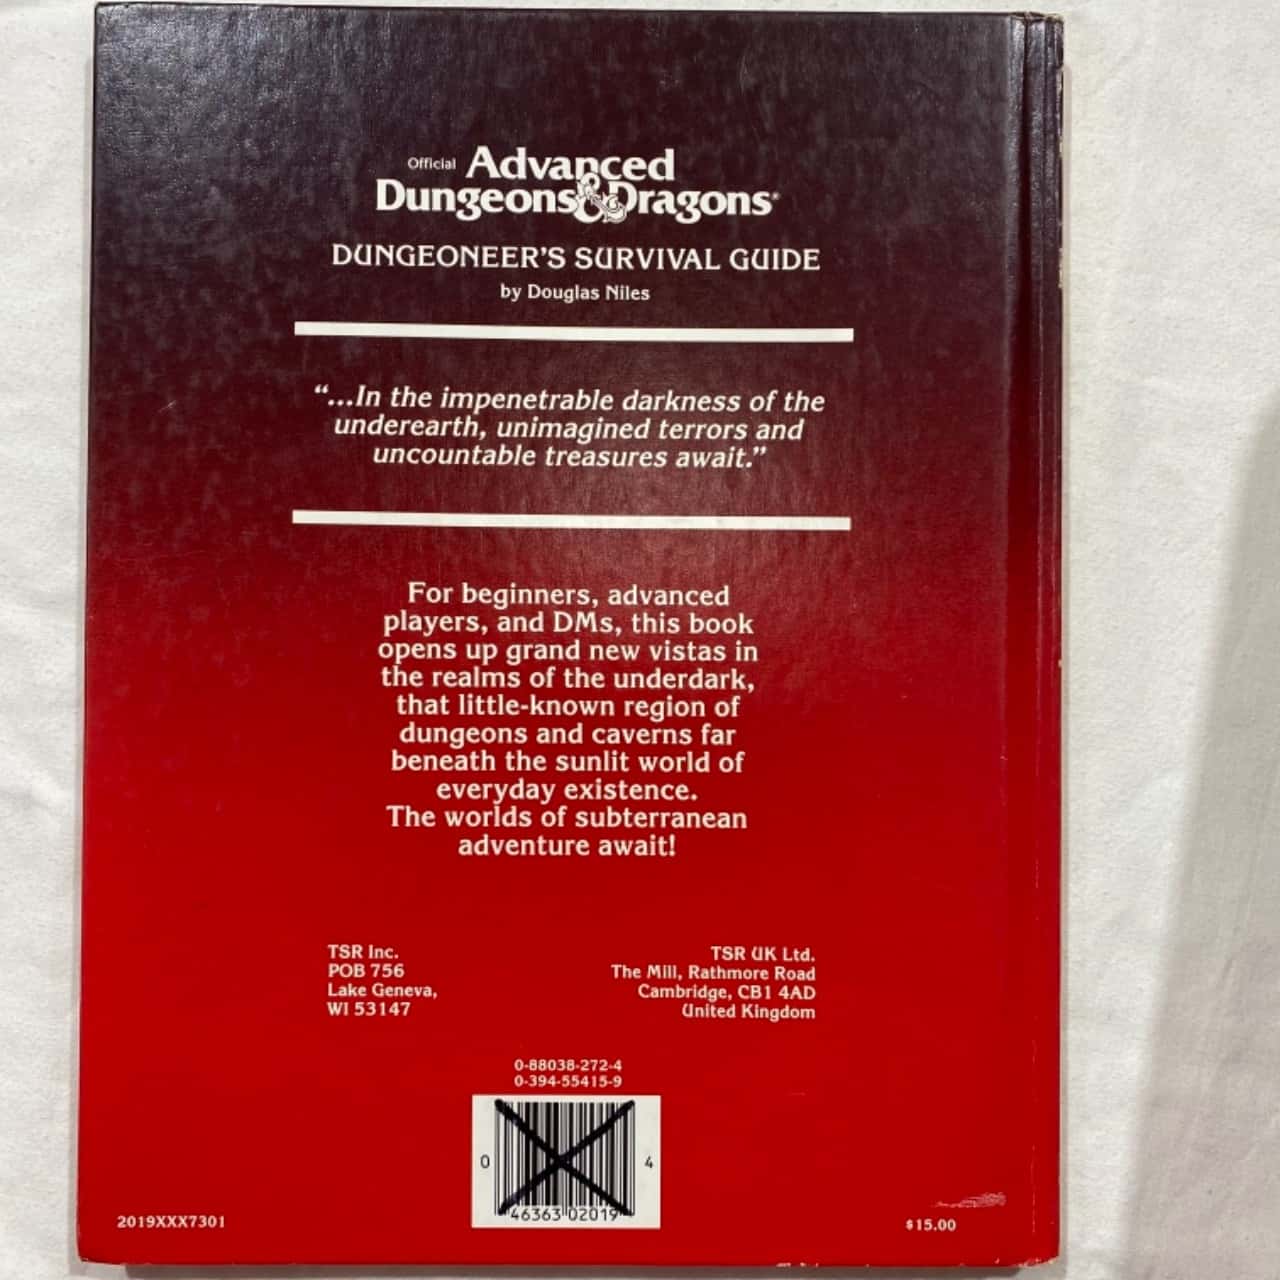 Official Advanced
Dungeons & Dragons®
DUNGEONEER'S SURVIVAL GUIDE
by Douglas Niles
“...In the impenetrable darkness of the
underearth, unimagined terrors and
uncountable treasures await.”
For beginners, advanced
players, and DMs, this book
opens up grand new vistas in
the realms of the underdark,
that little-known region of
dungeons and caverns far
beneath the sunlit world of
everyday existence.
The worlds of subterranean
adventure await!
TSR Inc.
POB 756
Lake Geneva,
WI 53147
TSR UK Ltd.
The Mill, Rathmore Road
Cambridge, CB1 4AD
United Kingdom
0-88038-272-4
0-394-55415-9
0 46363 02019 4
2019XXX7301
$15.00